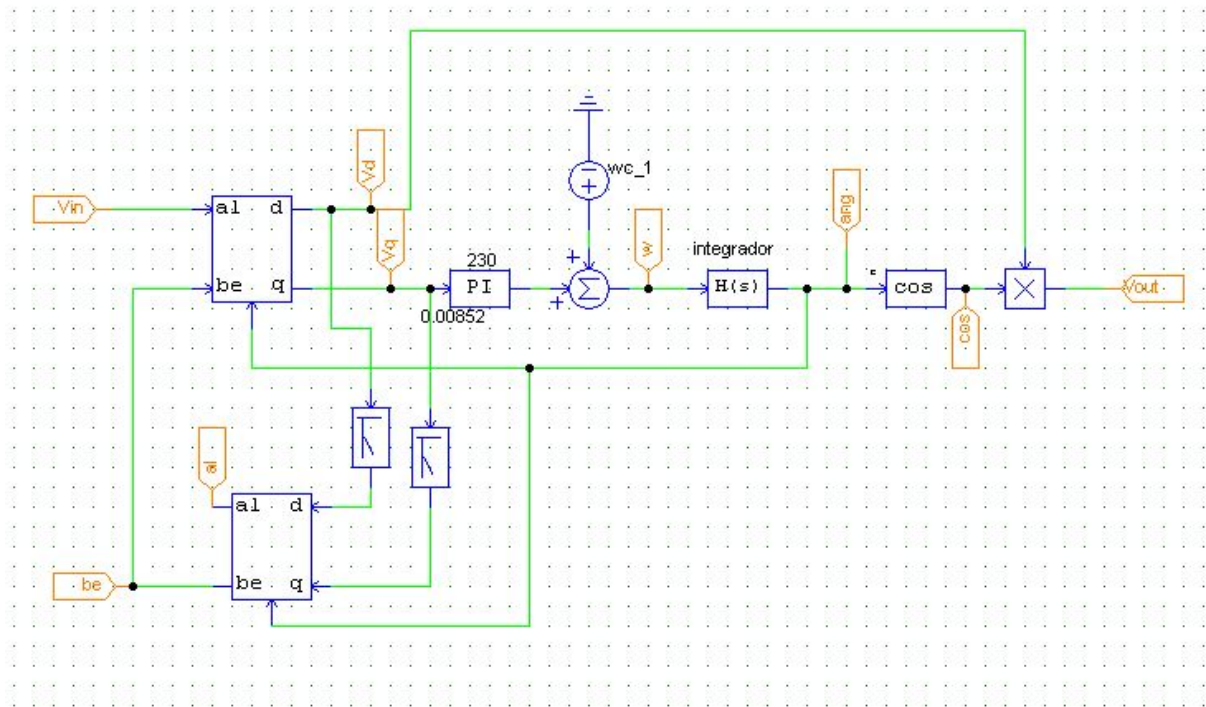 wc_1
Vd
Vin
al d
Vq
ang
w
integrador
230
be q
PI
Σ
H(s)
cos
Vout
0.00852
cos
al
al d
be
be q